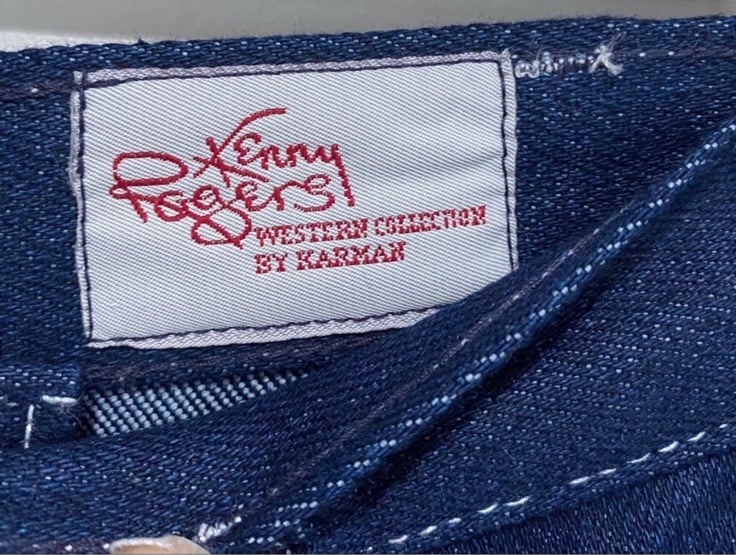 Kenny
Rogers
WESTERN COLLECTION
BY KARMAN